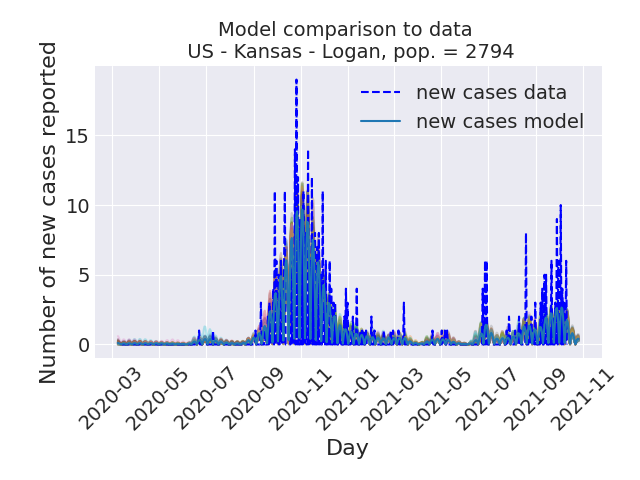 Model comparison to data
US - Kansas - Logan, pop. = 2794
Number of new cases reported
new cases data
new cases model
15
10
5
0
2020-03
2020-05
2020-07
2020-09
2020-11
2021-01
2021-03
2021-05
2021-07
2021-09
2021-11
Day